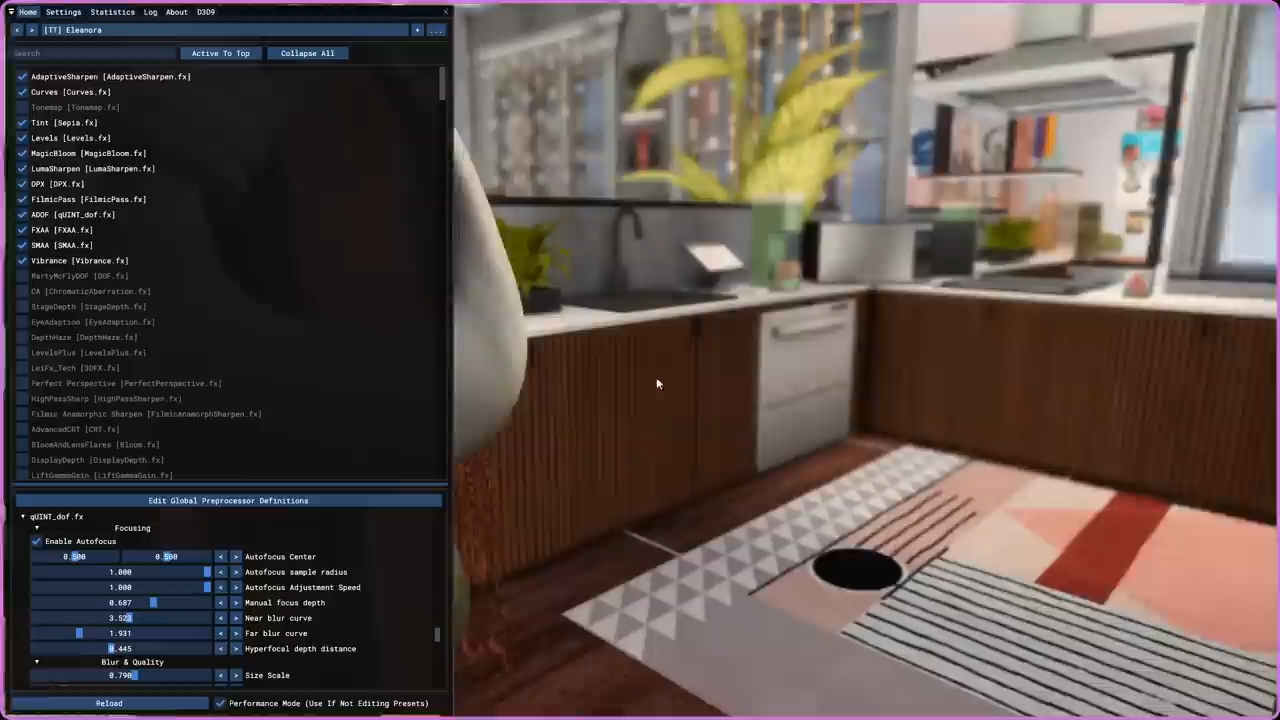 Home Settings Statistics Log About D3D9
< > [TT] Eleanora + ...
Search Active To Top Collapse All
AdaptiveSharpen [AdaptiveSharpen.fx]
Curves [Curves.fx]
Tonemap [Tonemap.fx]
Tint [Sepia.fx]
Levels [Levels.fx]
MagicBloom [MagicBloom.fx]
LumaSharpen [LumaSharpen.fx]
DPX [DPX.fx]
FilmicPass [FilmicPass.fx]
ADOF [qUINT_dof.fx]
FXAA [FXAA.fx]
SMAA [SMAA.fx]
Vibrance [Vibrance.fx]
MartyMcFlyDOF [DOF.fx]
CA [ChromaticAberration.fx]
StageDepth [StageDepth.fx]
EyeAdaption [EyeAdaption.fx]
DepthHaze [DepthHaze.fx]
LevelsPlus [LevelsPlus.fx]
LeiFx_Tech [3DFX.fx]
Perfect Perspective [PerfectPerspective.fx]
HighPassSharp [HighPassSharpen.fx]
Filmic Anamorphic Sharpen [FilmicAnamorphSharpen.fx]
AdvancedCRT [CRT.fx]
BloomAndLensFlares [Bloom.fx]
DisplayDepth [DisplayDepth.fx]
LiftGammaGain [LiftGammaGain.fx]
Edit Global Preprocessor Definitions
qUINT_dof.fx
Focusing
Enable Autofocus
0.500 0.500 < > Autofocus Center
1.000 < > Autofocus sample radius
1.000 < > Autofocus Adjustment Speed
0.687 < > Manual focus depth
3.523 < > Near blur curve
1.931 < > Far blur curve
0.445 < > Hyperfocal depth distance
Blur & Quality
0.790 < > Size Scale
Reload Performance Mode (Use If Not Editing Presets)